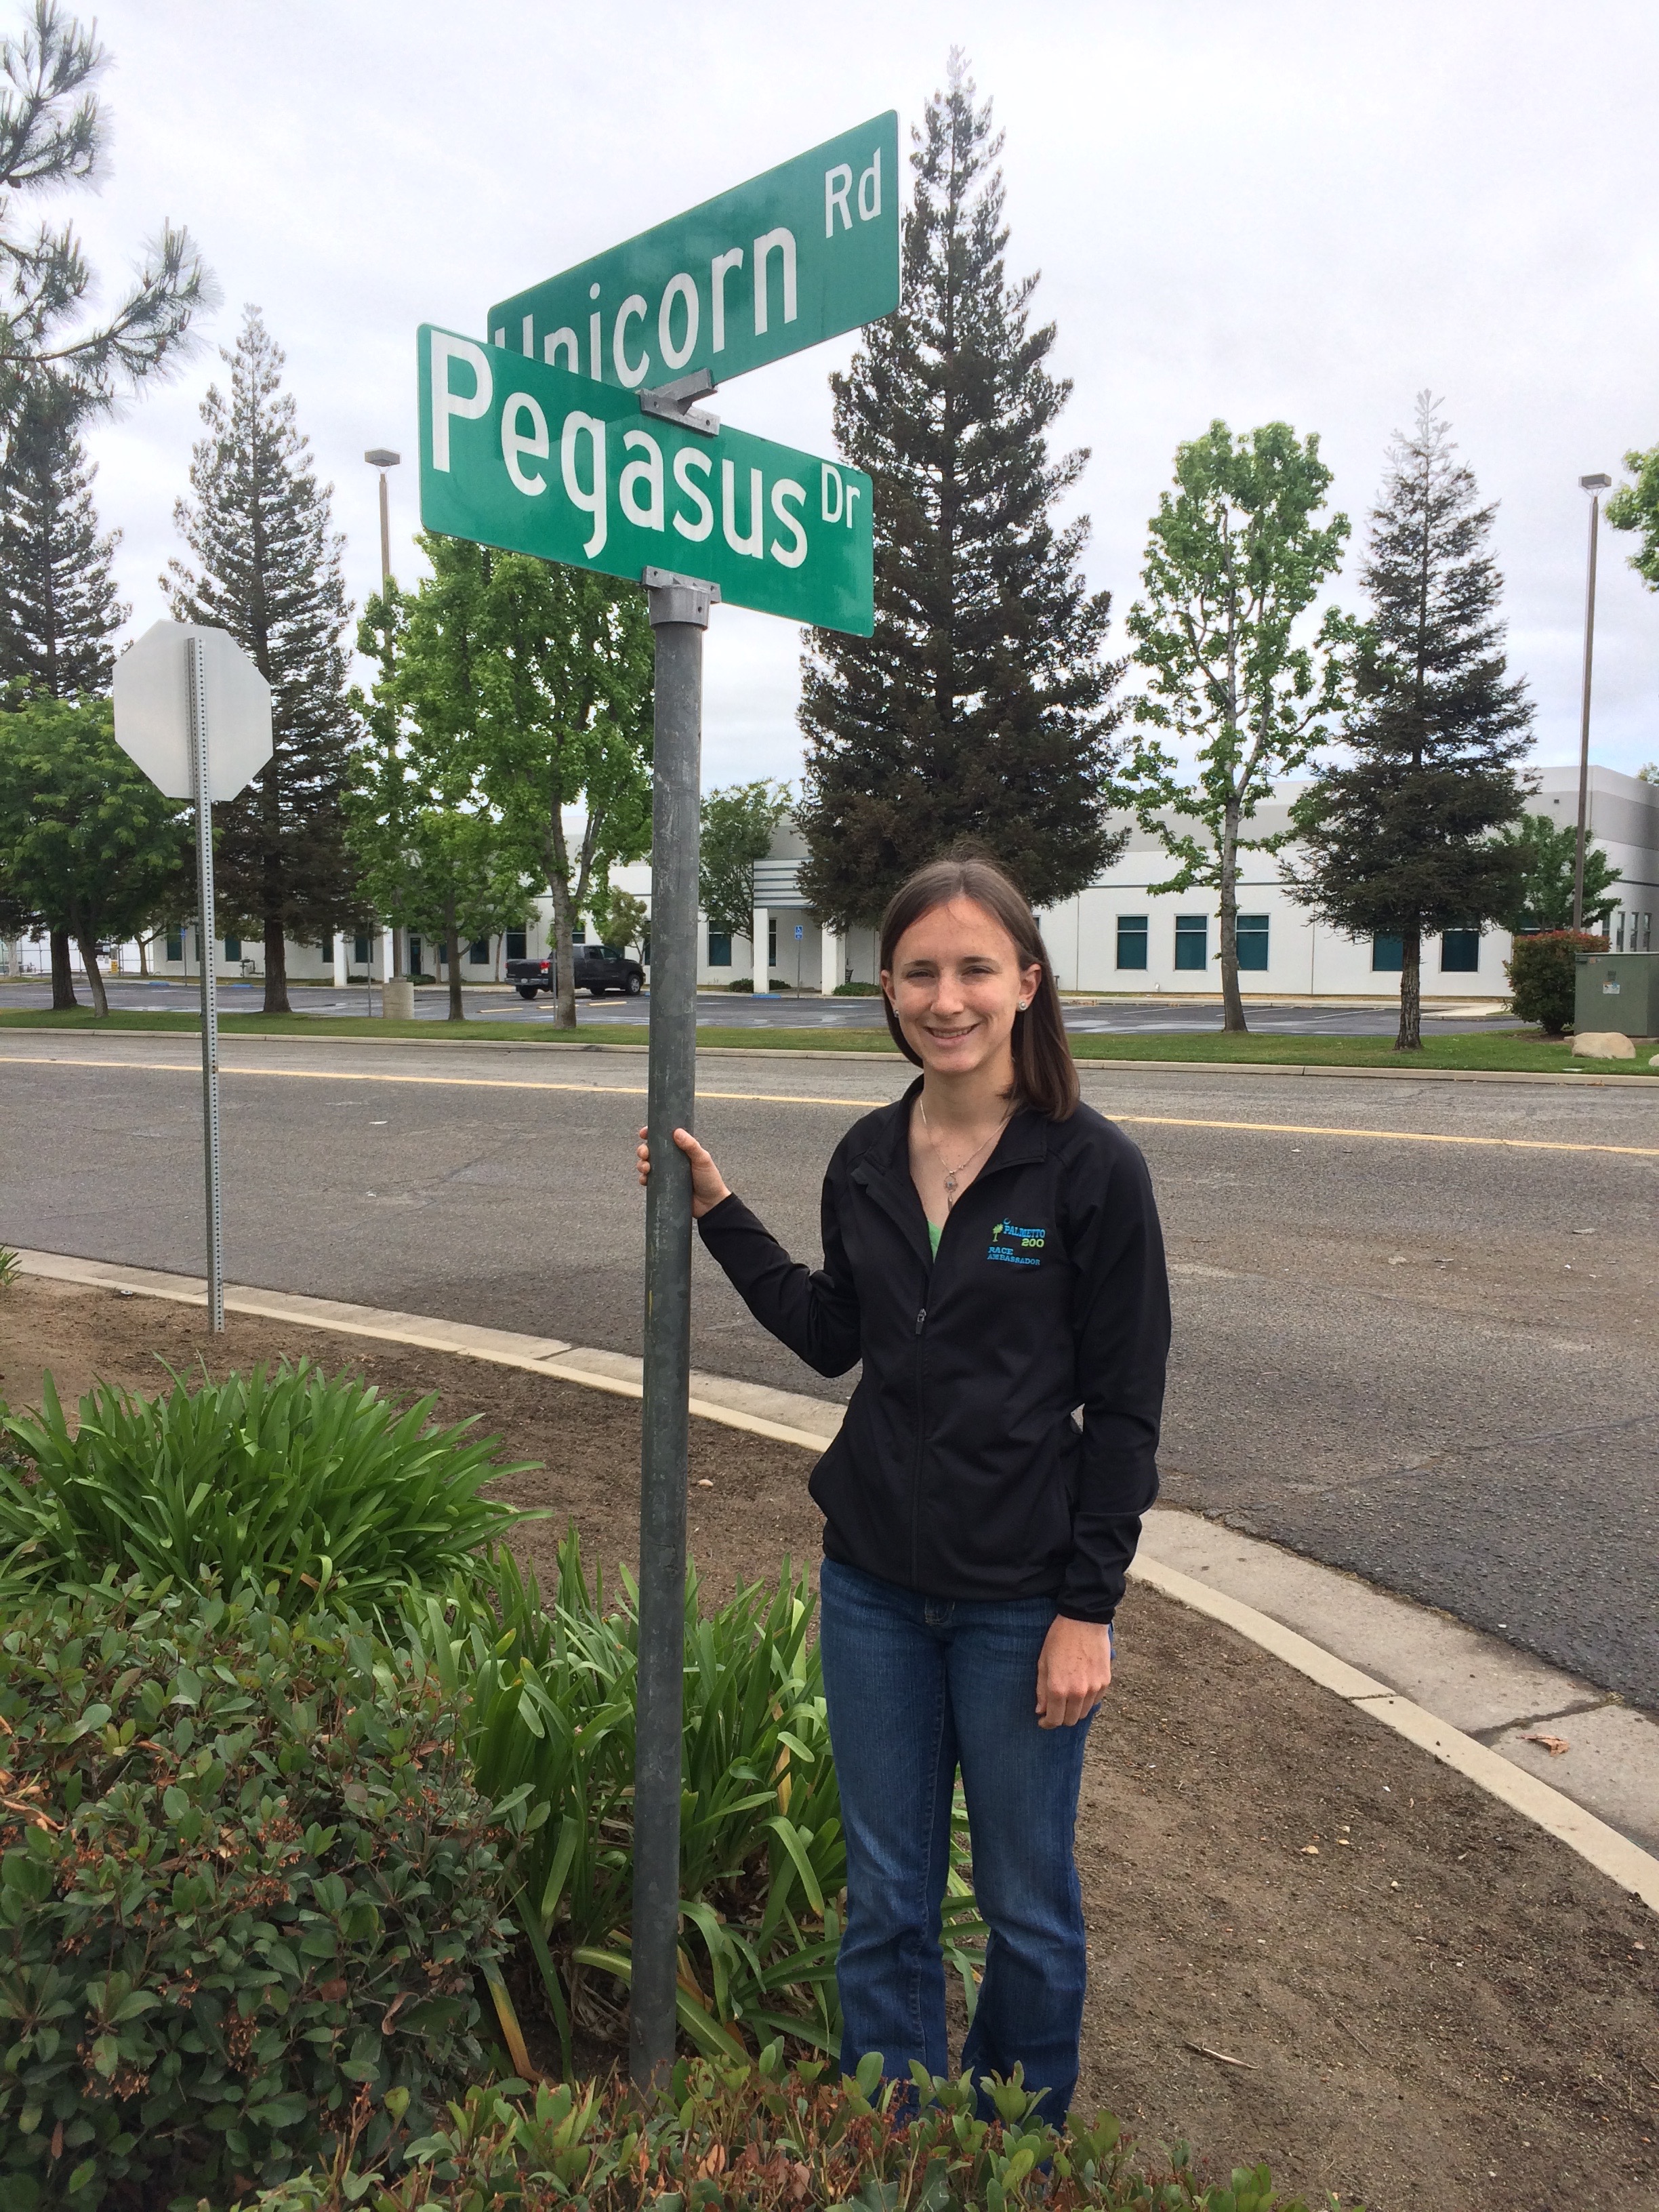 Unicorn Rd
Pegasus Dr
PALMETTO
200
RACE
AMBASSADOR